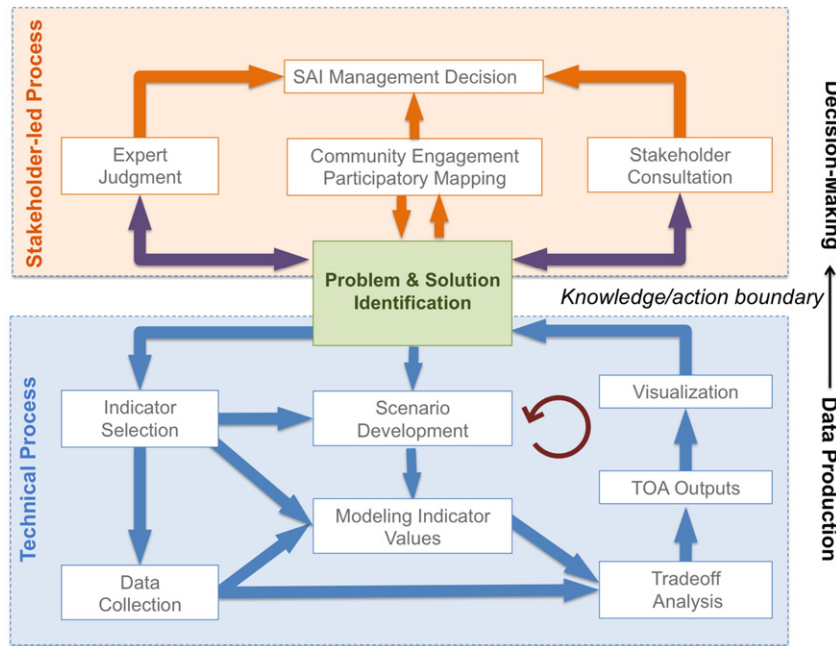 Stakeholder-led Process
SAI Management Decision
Expert
Judgment
Community Engagement
Participatory Mapping
Stakeholder
Consultation
Decision-Making
Problem & Solution
Identification
Knowledge/action boundary
Technical Process
Indicator
Selection
Scenario
Development
Visualization
TOA Outputs
Modeling Indicator
Values
Data
Collection
Tradeoff
Analysis
Data Production